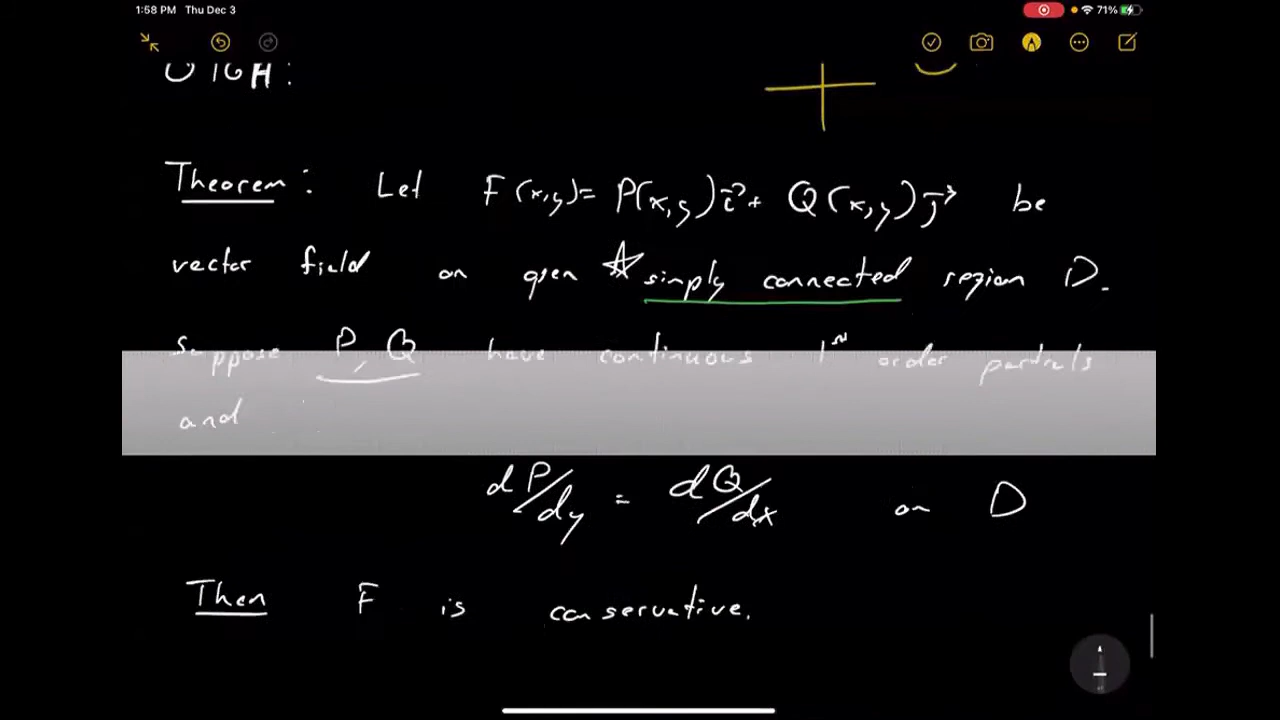 1:58 PM Thu Dec 3
71%
Theorem: Let F(x,y)= P(x,y)i⃗ + Q(x,y)j⃗ be
vector field on open ☆simply connected region D.
Suppose P, Q have continuous 1st order partials
and
dP/dy = dQ/dx on D
Then F is conservative.